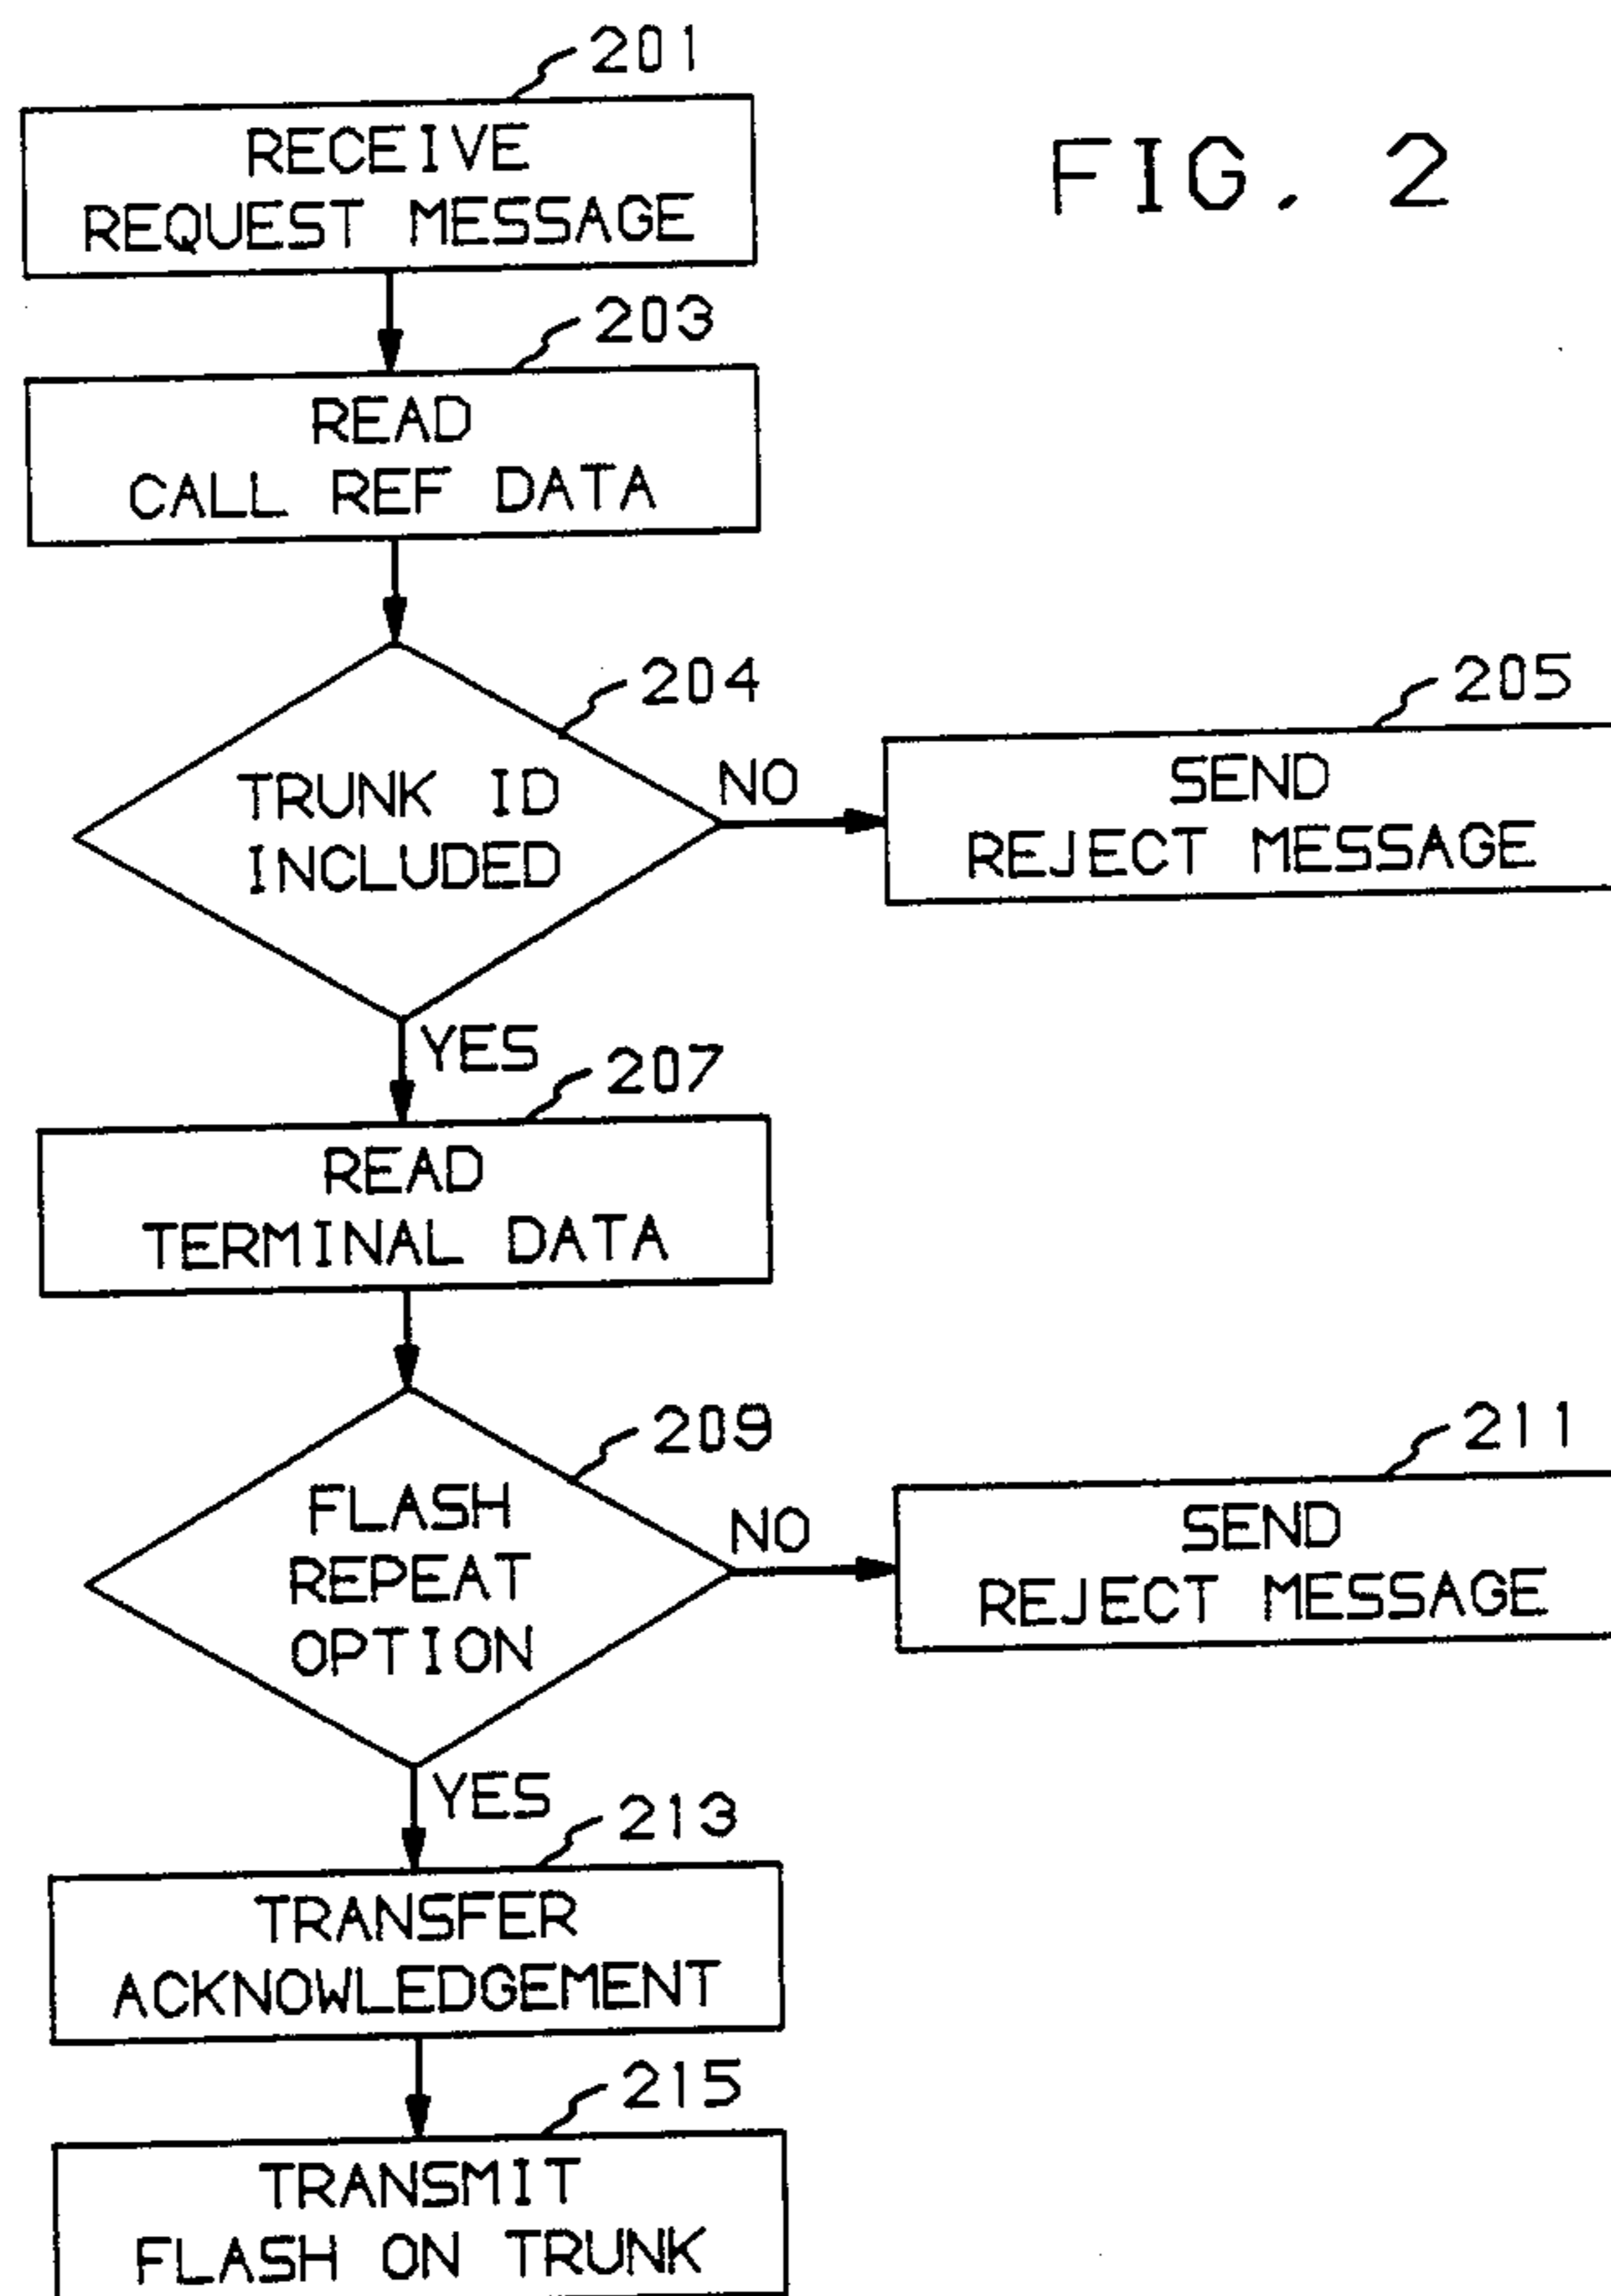 201
RECEIVE
REQUEST MESSAGE
FIG. 2
203
READ
CALL REF DATA
204
TRUNK ID
INCLUDED
NO
205
SEND
REJECT MESSAGE
YES
207
READ
TERMINAL DATA
209
FLASH
REPEAT
OPTION
NO
211
SEND
REJECT MESSAGE
YES
213
TRANSFER
ACKNOWLEDGEMENT
215
TRANSMIT
FLASH ON TRUNK